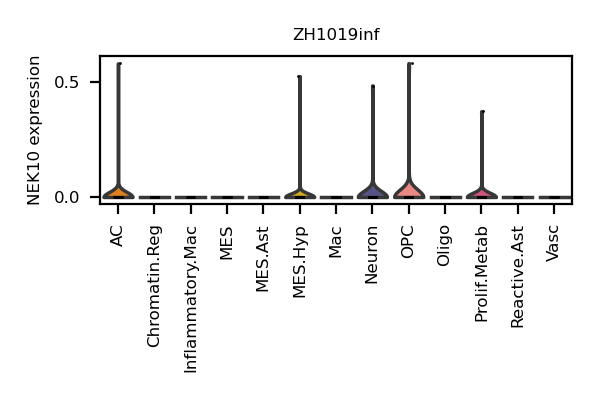 ZH1019inf
NEK10 expression
0.5
0.0
AC
Chromatin.Reg
Inflammatory.Mac
MES
MES.Ast
MES.Hyp
Mac
Neuron
OPC
Oligo
Prolif.Metab
Reactive.Ast
Vasc